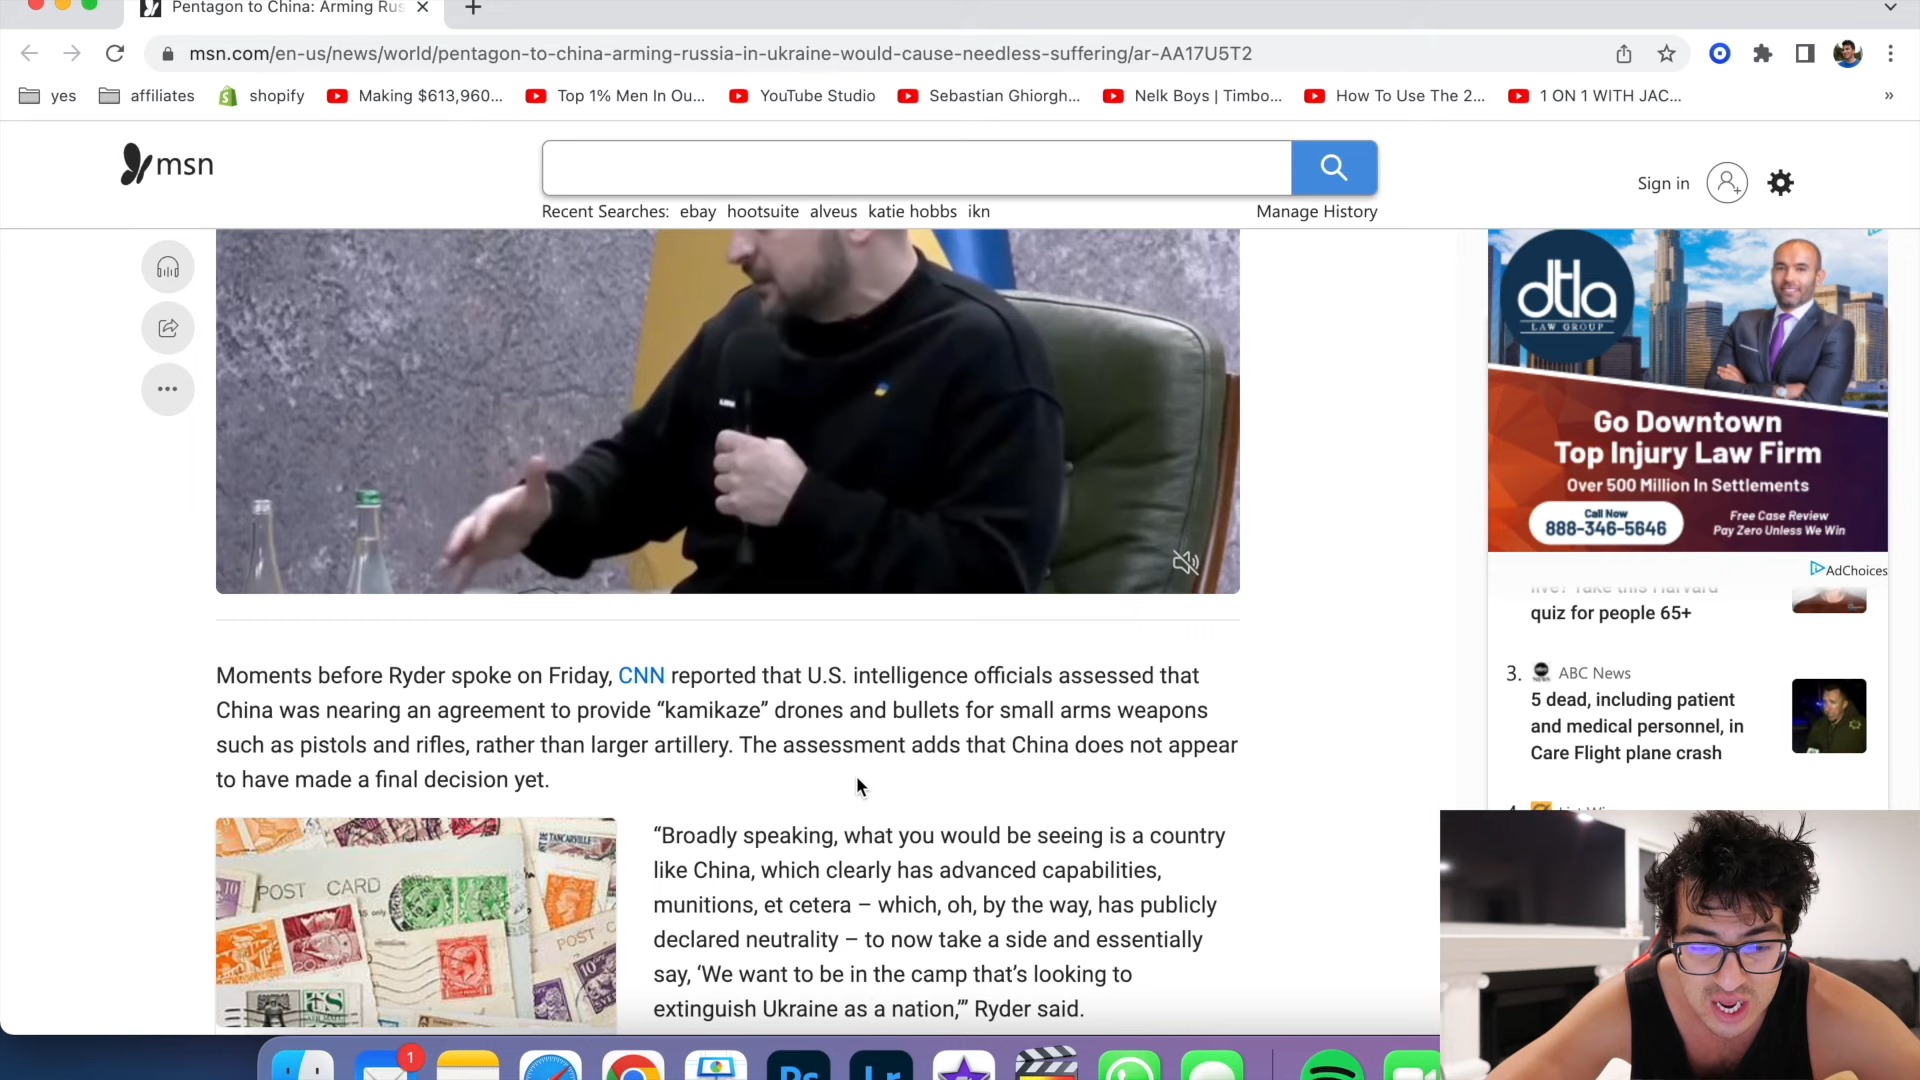 Pentagon to China: Arming Rus
msn.com/en-us/news/world/pentagon-to-china-arming-russia-in-ukraine-would-cause-needless-suffering/ar-AA17U5T2
yes
affiliates
shopify
Making $613,960...
Top 1% Men In Ou...
YouTube Studio
Sebastian Ghiorgh...
Nelk Boys | Timbo...
How To Use The 2...
1 ON 1 WITH JAC...
»
msn
Sign in
Recent Searches: ebay hootsuite alveus katie hobbs ikn
Manage History
dtla
LAW GROUP
Go Downtown
Top Injury Law Firm
Over 500 Million In Settlements
Call Now
888-346-5646
Free Case Review
Pay Zero Unless We Win
AdChoices
live? Take this Harvard
quiz for people 65+
3. ABC News
5 dead, including patient
and medical personnel, in
Care Flight plane crash
Moments before Ryder spoke on Friday, CNN reported that U.S. intelligence officials assessed that
China was nearing an agreement to provide “kamikaze” drones and bullets for small arms weapons
such as pistols and rifles, rather than larger artillery. The assessment adds that China does not appear
to have made a final decision yet.
TANCARVILLE
POST CARD
POST C
“Broadly speaking, what you would be seeing is a country
like China, which clearly has advanced capabilities,
munitions, et cetera – which, oh, by the way, has publicly
declared neutrality – to now take a side and essentially
say, ‘We want to be in the camp that’s looking to
extinguish Ukraine as a nation,’” Ryder said.
1
Ps
Lr